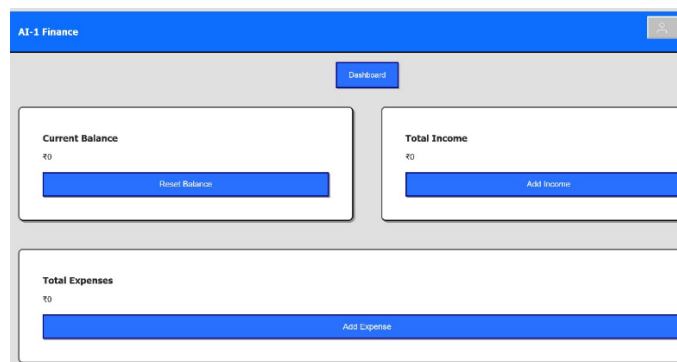 AI-1 Finance
Dashboard
Current Balance
₹0
Reset Balance
Total Income
₹0
Add Income
Total Expenses
₹0
Add Expense